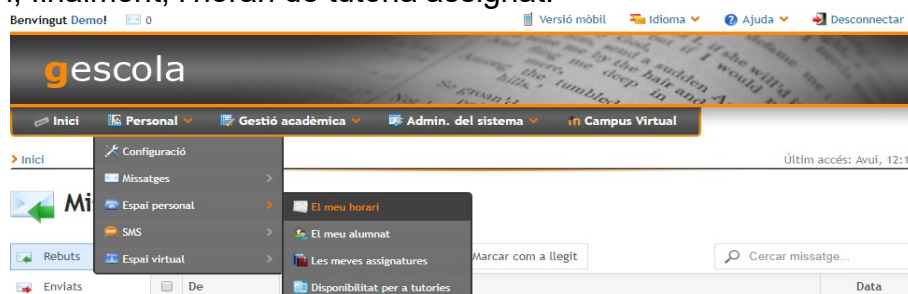 i, finalment, l'horari de tutoria assignat.
Benvingut Demo! 0 Versió mòbil Idioma Ajuda Desconnectar
gescola
Inici Personal Gestió acadèmica Admin. del sistema Campus Virtual
Inici Configuració Últim accés: Avui, 12:1
Missatges
Mi Espai personal El meu horari
SMS El meu alumnat
Rebuts Espai virtual Les meves assignatures Marcar com a llegit Cercar missatge...
Enviats De Disponibilitat per a tutories Data